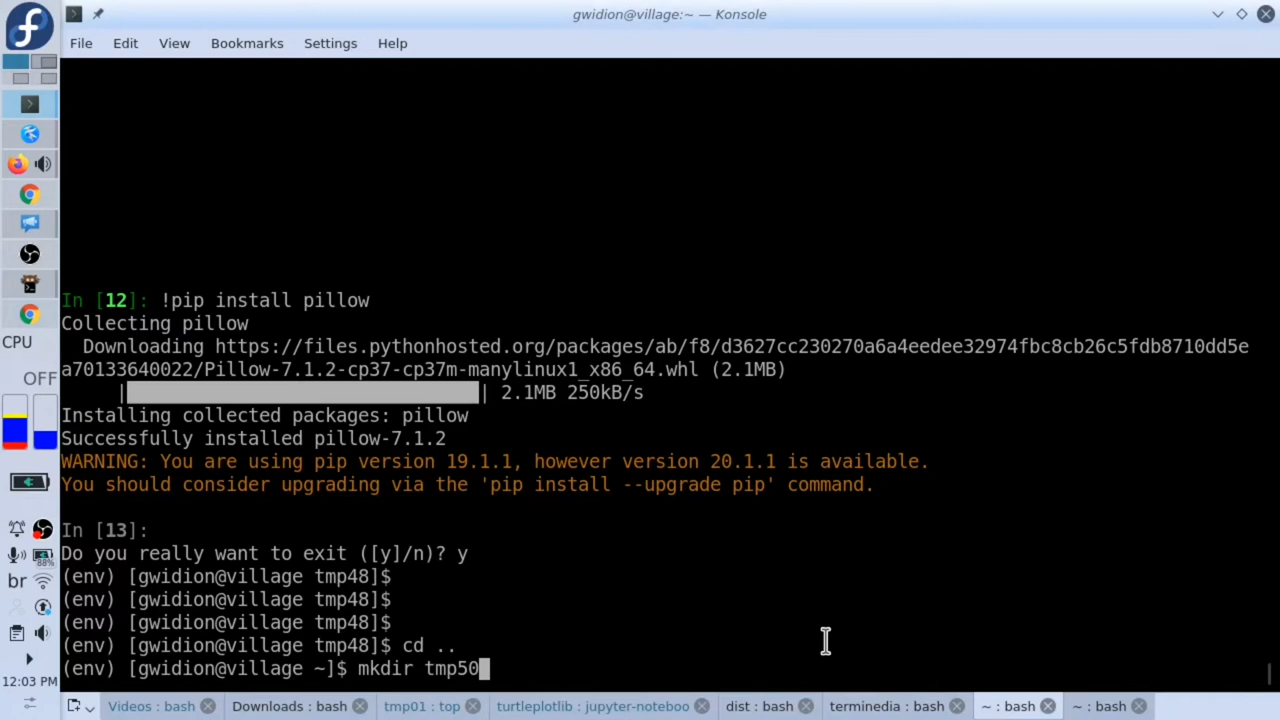 gwidion@village:~ — Konsole
File Edit View Bookmarks Settings Help
In [12]: !pip install pillow
Collecting pillow
Downloading https://files.pythonhosted.org/packages/ab/f8/d3627cc230270a6a4eedee32974fbc8cb26c5fdb8710dd5e
a70133640022/Pillow-7.1.2-cp37-cp37m-manylinux1_x86_64.whl (2.1MB)
|████████████████████████████████| 2.1MB 250kB/s
Installing collected packages: pillow
Successfully installed pillow-7.1.2
WARNING: You are using pip version 19.1.1, however version 20.1.1 is available.
You should consider upgrading via the 'pip install --upgrade pip' command.
In [13]:
Do you really want to exit ([y]/n)? y
(env) [gwidion@village tmp48]$
(env) [gwidion@village tmp48]$
(env) [gwidion@village tmp48]$
(env) [gwidion@village tmp48]$ cd ..
(env) [gwidion@village ~]$ mkdir tmp50
CPU
OFF
88%
br
12:03 PM
Videos : bash Downloads : bash tmp01 : top turtleplotlib : jupyter-noteboo dist : bash terminedia : bash ~ : bash ~ : bash